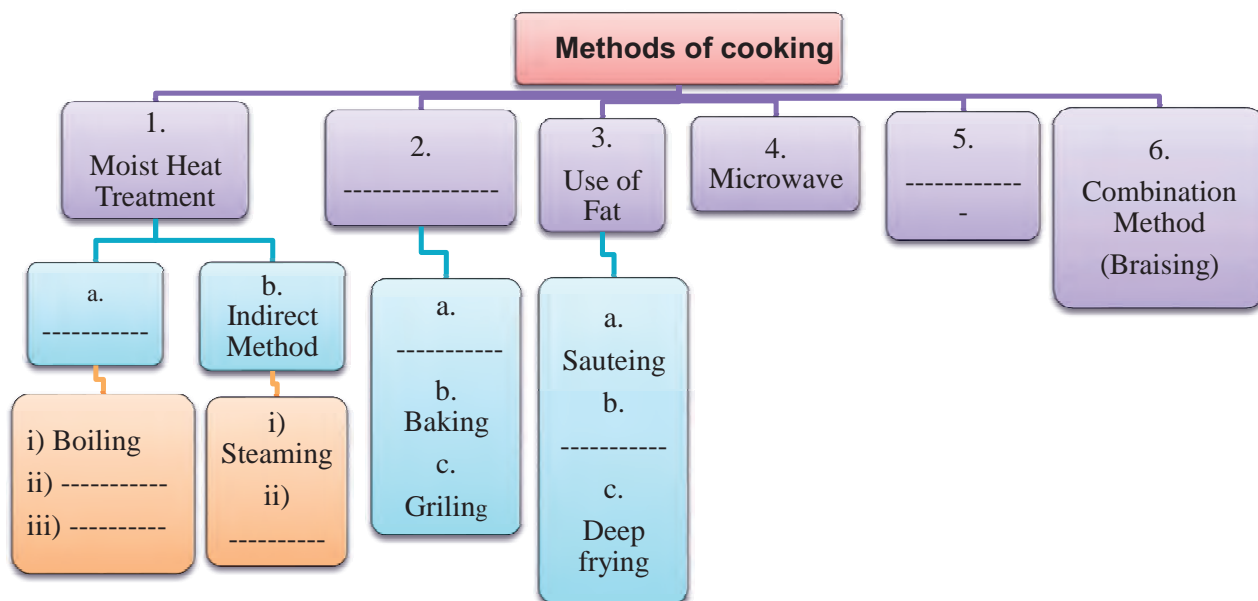 Methods of cooking
1.
Moist Heat
Treatment
2.
----------------
3.
Use of
Fat
4.
Microwave
5.
------------
-
6.
Combination
Method
(Braising)
a.
-----------
b.
Indirect
Method
i) Boiling
ii) -----------
iii) ----------
i)
Steaming
ii)
----------
a.
-----------
b.
Baking
c.
Griling
a.
Sauteing
b.
------------
c.
Deep
frying